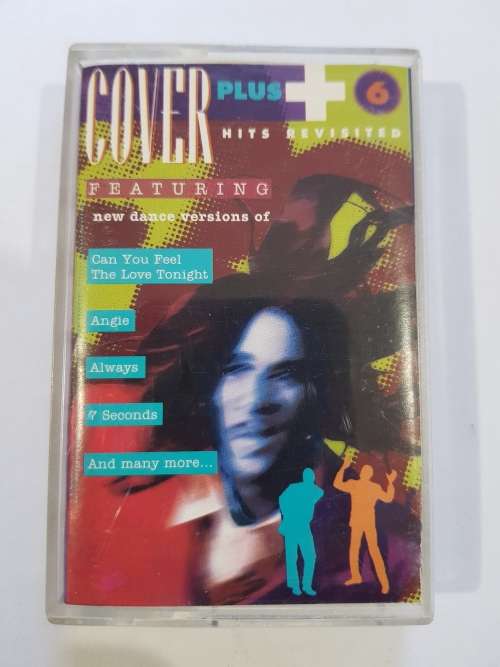 COVER PLUS + 6
HITS REVISITED
FEATURING
new dance versions of
Can You Feel
The Love Tonight
Angie
Always
7 Seconds
And many more...